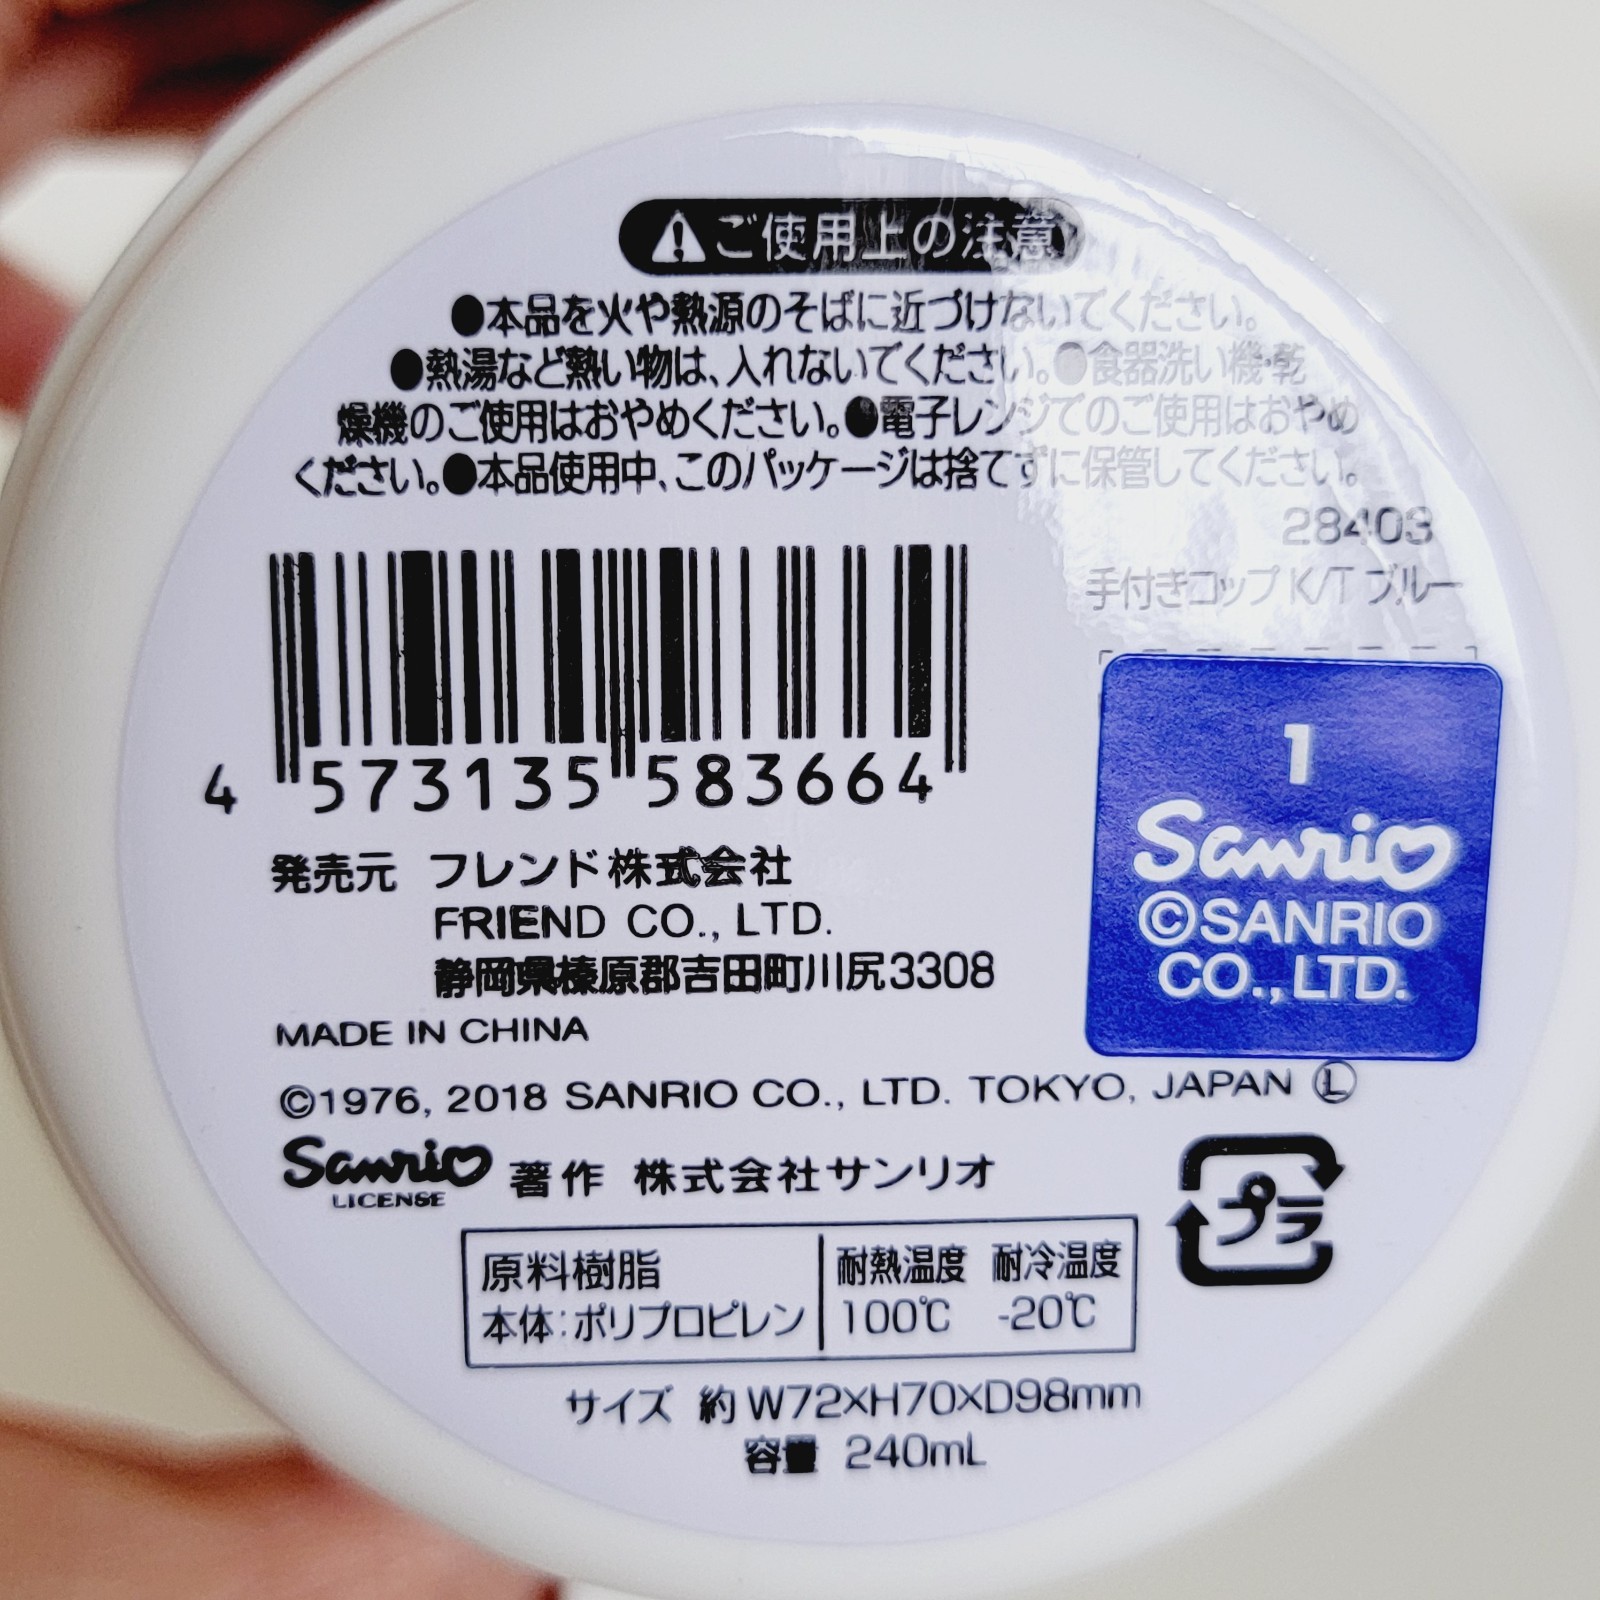 ご使用上の注意
●本品を火や熱源のそばに近づけないでください。
●熱湯など熱い物は、入れないでください。●食器洗い機・乾
燥機のご使用はおやめください。●電子レンジでのご使用はおやめ
ください。●本品使用中、このパッケージは捨てずに保管してください。
28403
手付きコップK/T ブルー
4 573135 583664
1
Sanrio
©SANRIO
CO., LTD.
発売元 フレンド株式会社
FRIEND CO., LTD.
静岡県榛原郡吉田町川尻3308
MADE IN CHINA
©1976, 2018 SANRIO CO., LTD. TOKYO, JAPAN Ⓛ
Sanrio
LICENSE
著作 株式会社サンリオ
プラ
原料樹脂 耐熱温度 耐冷温度
本体:ポリプロピレン 100℃ -20℃
サイズ 約W72×H70×D98mm
容量 240mL